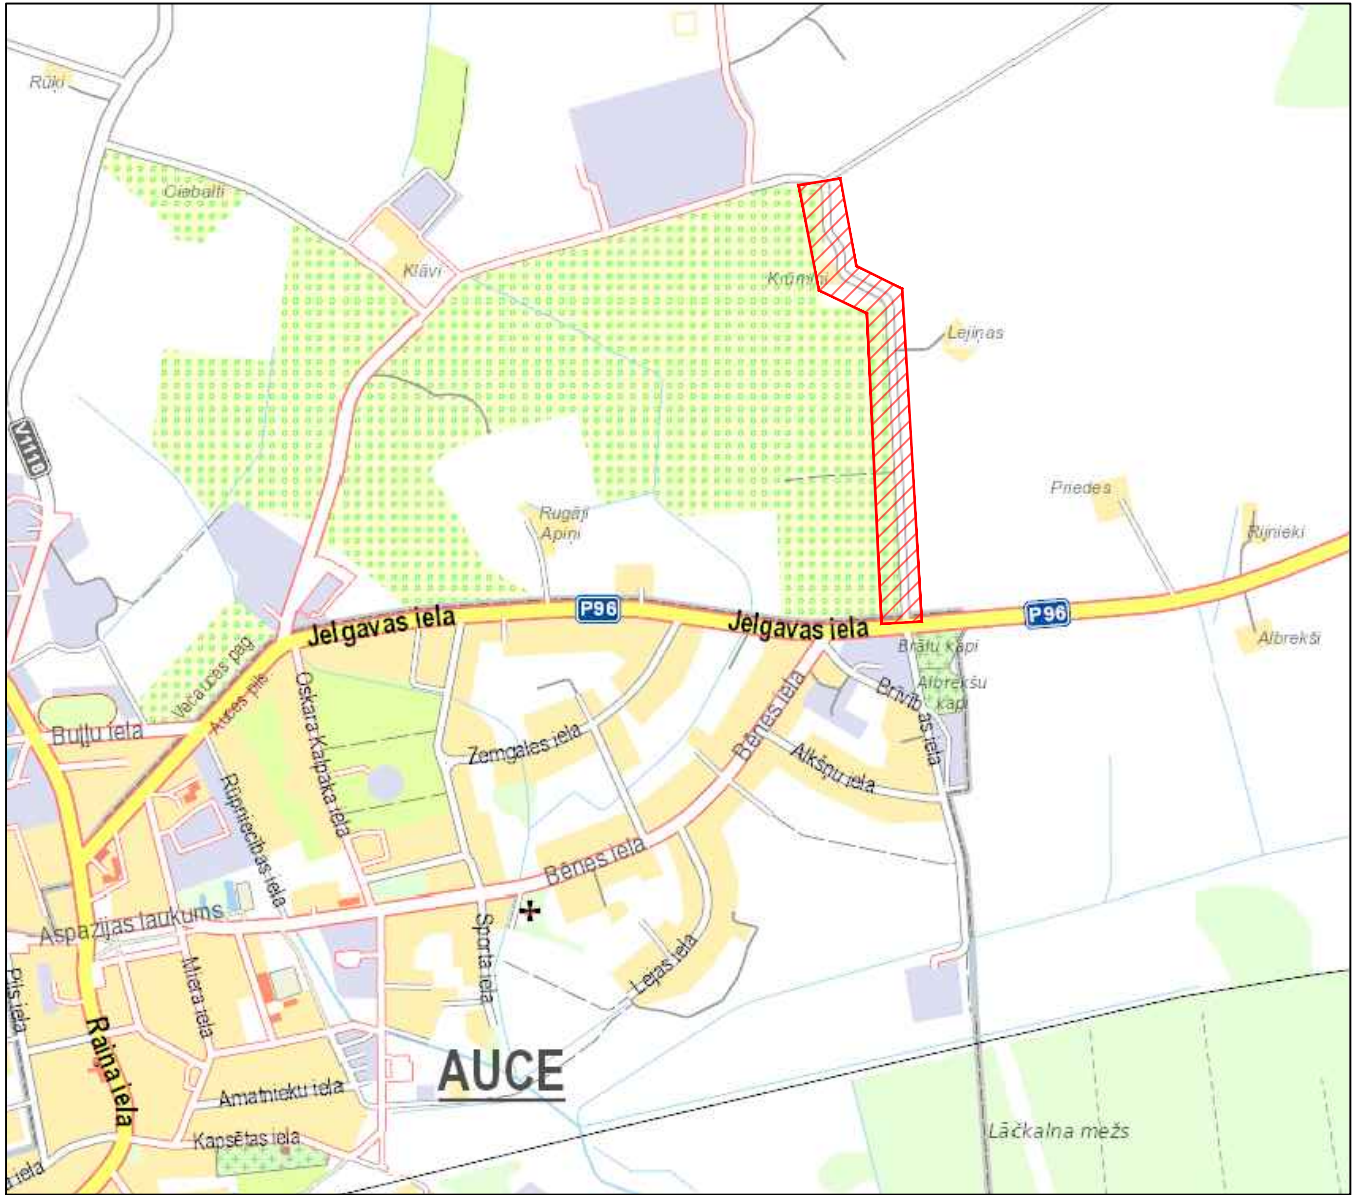 Rūķi
Ciebalti
Klāvi
Krūmiņi
Lejiņas
V1118
Rugāji
Apiņi
Priedes
Rijnieki
P96
P96
Jelgavas iela
Jelgavas iela
Albrekši
Brāļu kapi
Albrekšu
kapi
Vecauces pag
Auces pils
Buļļu iela
Oskara Kalpaka iela
Zemgales iela
Bēnes iela
Brīvības iela
Alkšņu iela
Rūpniecības iela
Bēnes iela
Aspazijas laukums
Sporta iela
Miera iela
Lejas iela
Pils iela
Raiņa iela
AUCE
Amatnieku iela
Kapsētas iela
Lāčkalna mežs
iela